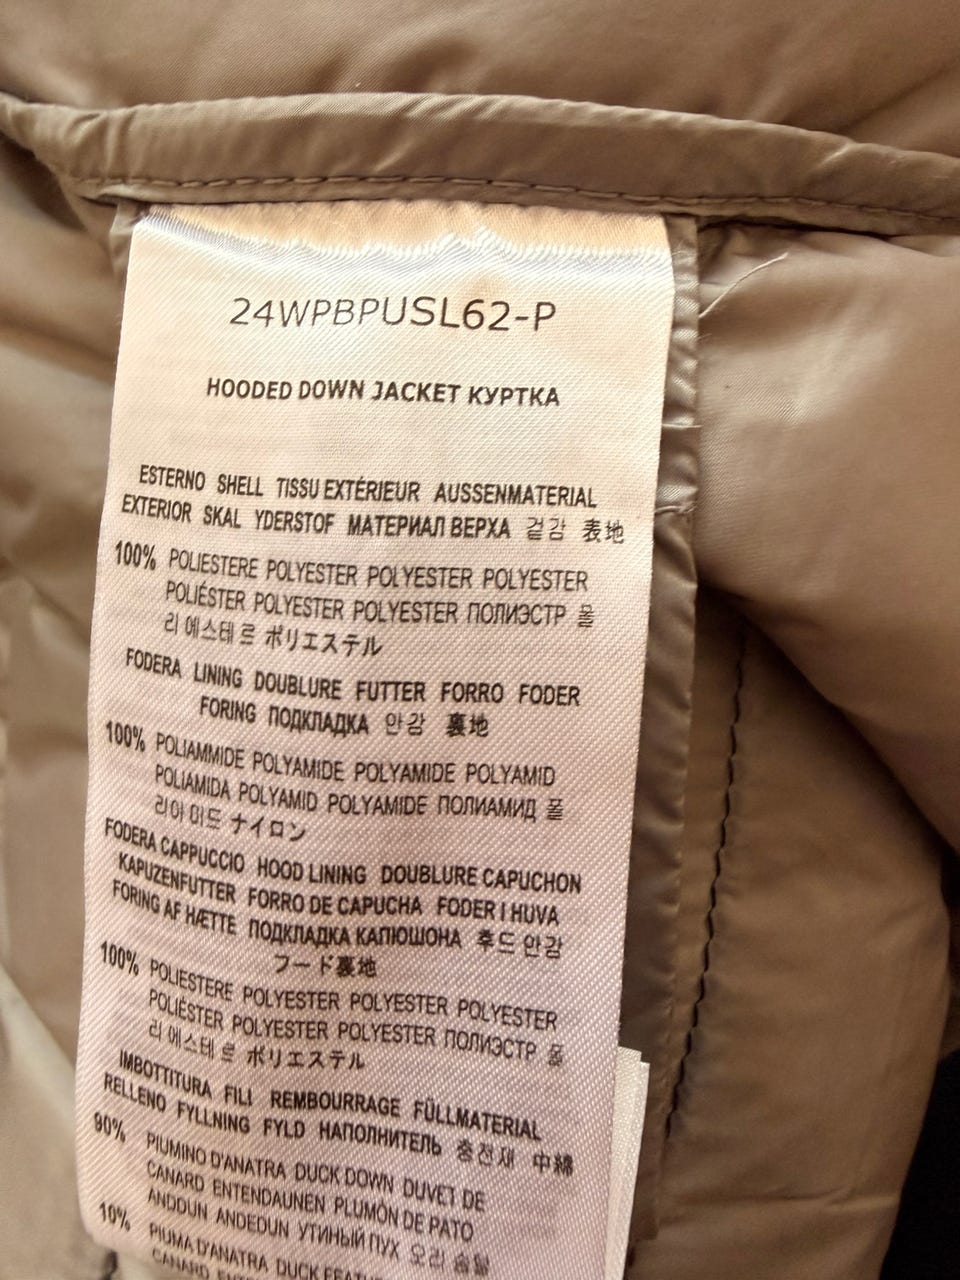 24WPBPUSL62-P
HOODED DOWN JACKET КУРТКА
ESTERNO SHELL TISSU EXTÉRIEUR AUSSENMATERIAL
EXTERIOR SKAL YDERSTOF МАТЕРИАЛ ВЕРХА 겉감 表地
100% POLIESTERE POLYESTER POLYESTER POLYESTER
POLIÉSTER POLYESTER POLYESTER ПОЛИЭСТР 폴
리 에스테 르 ポリエステル
FODERA LINING DOUBLURE FUTTER FORRO FODER
FORING ПОДКЛАДКА 안감 裏地
100% POLIAMMIDE POLYAMIDE POLYAMIDE POLYAMID
POLIAMIDA POLYAMID POLYAMIDE ПОЛИАМИД 폴
리아 미드 ナイロン
FODERA CAPPUCCIO HOOD LINING DOUBLURE CAPUCHON
KAPUZENFUTTER FORRO DE CAPUCHA FODER I HUVA
FORING AF HÆTTE ПОДКЛАДКА КАПЮШОНА 후드 안감
フード裏地
100% POLIESTERE POLYESTER POLYESTER POLYESTER
POLIÉSTER POLYESTER POLYESTER ПОЛИЭСТР 폴
리 에스테 르 ポリエステル
IMBOTTITURA FILL REMBOURRAGE FÜLLMATERIAL
RELLENO FYLLNING FYLD НАПОЛНИТЕЛЬ 충전재 中綿
90% PIUMINO D'ANATRA DUCK DOWN DUVET DE
CANARD ENTENDAUNEN PLUMÓN DE PATO
ANDDUN ANDEDUN УТИНЫЙ ПУХ 오리 솜털
10% PIUMA D'ANATRA DUCK
CANARD